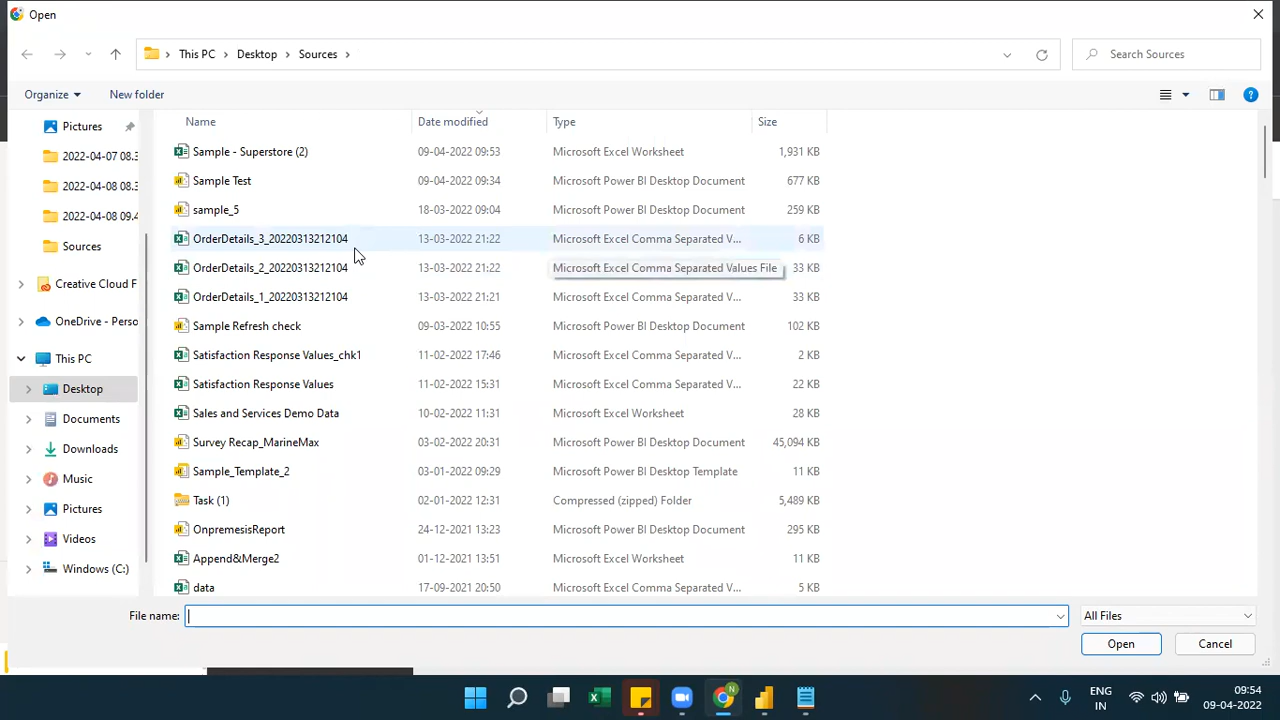 Open
This PC Desktop Sources
Search Sources
Organize New folder
Name Date modified Type Size
Pictures
2022-04-07 08.3
2022-04-08 08.3
2022-04-08 09.4
Sources
Creative Cloud F
OneDrive - Perso
This PC
Desktop
Documents
Downloads
Music
Pictures
Videos
Windows (C:)
Sample - Superstore (2) 09-04-2022 09:53 Microsoft Excel Worksheet 1,931 KB
Sample Test 09-04-2022 09:34 Microsoft Power BI Desktop Document 677 KB
sample_5 18-03-2022 09:04 Microsoft Power BI Desktop Document 259 KB
OrderDetails_3_20220313212104 13-03-2022 21:22 Microsoft Excel Comma Separated V... 6 KB
OrderDetails_2_20220313212104 13-03-2022 21:22 Microsoft Excel Comma Separated Values File 33 KB
OrderDetails_1_20220313212104 13-03-2022 21:21 Microsoft Excel Comma Separated V... 33 KB
Sample Refresh check 09-03-2022 10:55 Microsoft Power BI Desktop Document 102 KB
Satisfaction Response Values_chk1 11-02-2022 17:46 Microsoft Excel Comma Separated V... 2 KB
Satisfaction Response Values 11-02-2022 15:31 Microsoft Excel Comma Separated V... 22 KB
Sales and Services Demo Data 10-02-2022 11:31 Microsoft Excel Worksheet 28 KB
Survey Recap_MarineMax 03-02-2022 20:31 Microsoft Power BI Desktop Document 45,094 KB
Sample_Template_2 03-01-2022 09:29 Microsoft Power BI Desktop Template 11 KB
Task (1) 02-01-2022 12:31 Compressed (zipped) Folder 5,489 KB
OnpremesisReport 24-12-2021 13:23 Microsoft Power BI Desktop Document 295 KB
Append&Merge2 01-12-2021 13:51 Microsoft Excel Worksheet 11 KB
data 17-09-2021 20:50 Microsoft Excel Comma Separated V... 5 KB
File name: All Files
Open Cancel
ENG
IN
09:54
09-04-2022